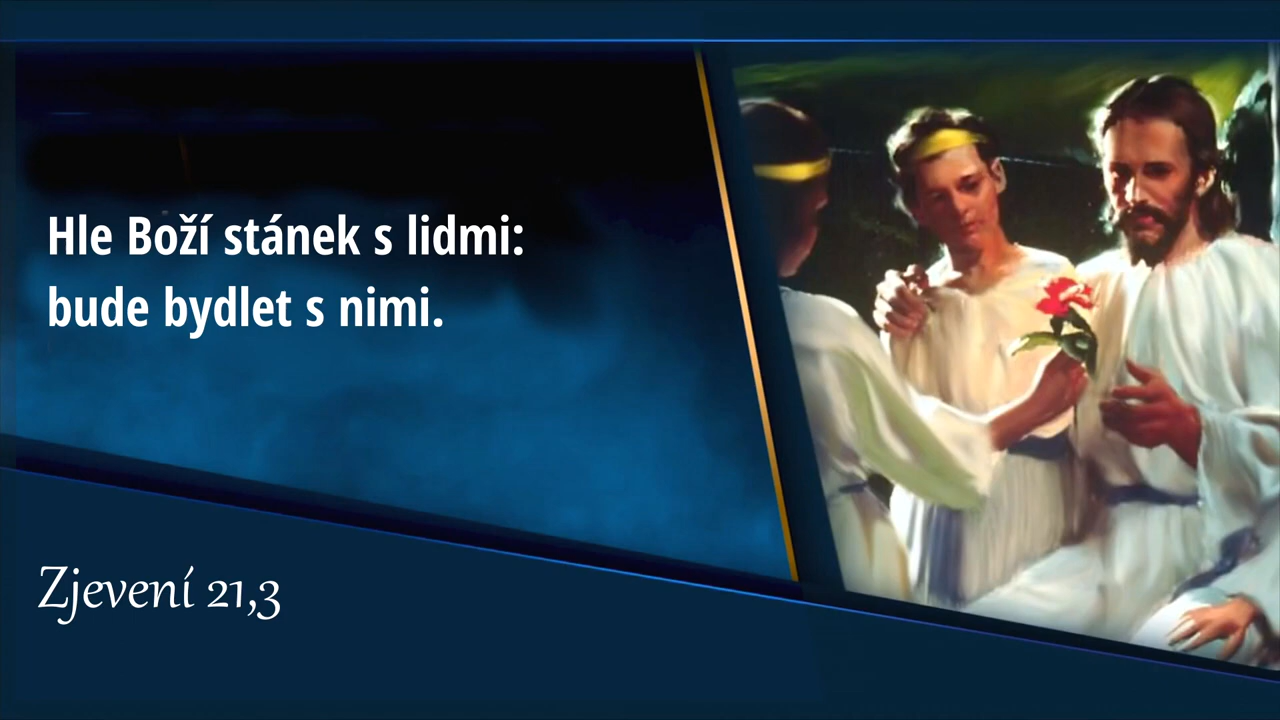 Hle Boží stánek s lidmi:
bude bydlet s nimi.
Zjevení 21,3